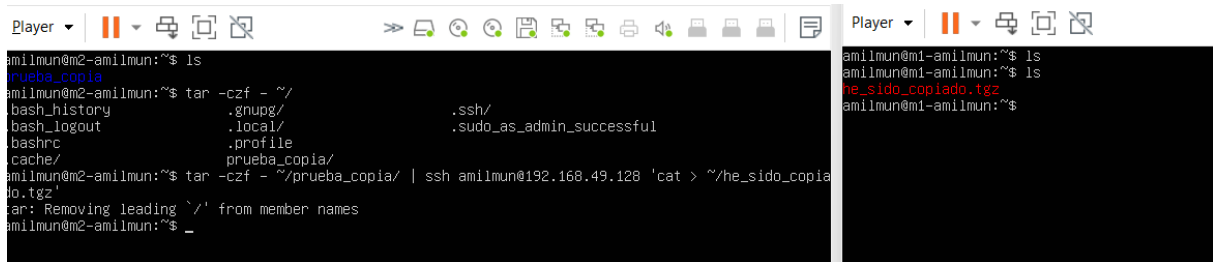 Player
amilmun@m2-amilmun:~$ ls
prueba_copia
amilmun@m2-amilmun:~$ tar -czf - ~/
.bash_history .gnupg/ .ssh/
.bash_logout .local/ .sudo_as_admin_successful
.bashrc .profile
.cache/ prueba_copia/
amilmun@m2-amilmun:~$ tar -czf - ~/prueba_copia/ | ssh amilmun@192.168.49.128 'cat > ~/he_sido_copia
do.tgz'
tar: Removing leading `/' from member names
amilmun@m2-amilmun:~$ _
Player
amilmun@m1-amilmun:~$ ls
amilmun@m1-amilmun:~$ ls
he_sido_copiado.tgz
amilmun@m1-amilmun:~$